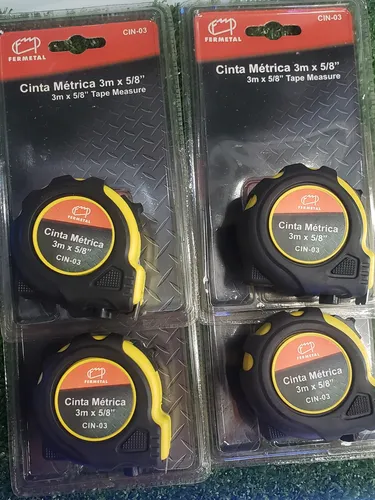 CIN-03
FERMETAL
Cinta Métrica 3m x 5/8"
3m x 5/8" Tape Measure
FERMETAL
Cinta Métrica
3m x 5/8"
CIN-03
CIN-03
FERMETAL
Cinta Métrica 3m x 5/8"
3m x 5/8" Tape Measure
FERMETAL
Cinta Métrica
3m x 5/8"
CIN-03
FERMETAL
Cinta Métrica
3m x 5/8"
CIN-03
FERMETAL
Cinta Métrica
3m x 5/8"
CIN-03